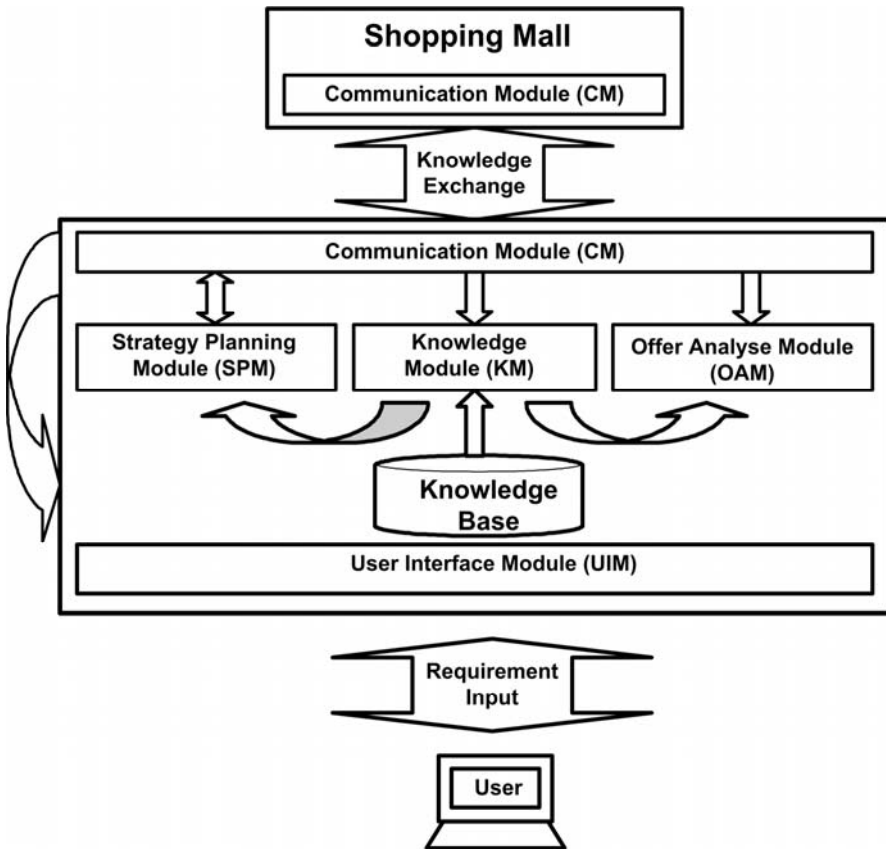 Shopping Mall
Communication Module (CM)
Knowledge
Exchange
Communication Module (CM)
Strategy Planning
Module (SPM)
Knowledge
Module (KM)
Offer Analyse Module
(OAM)
Knowledge
Base
User Interface Module (UIM)
Requirement
Input
User